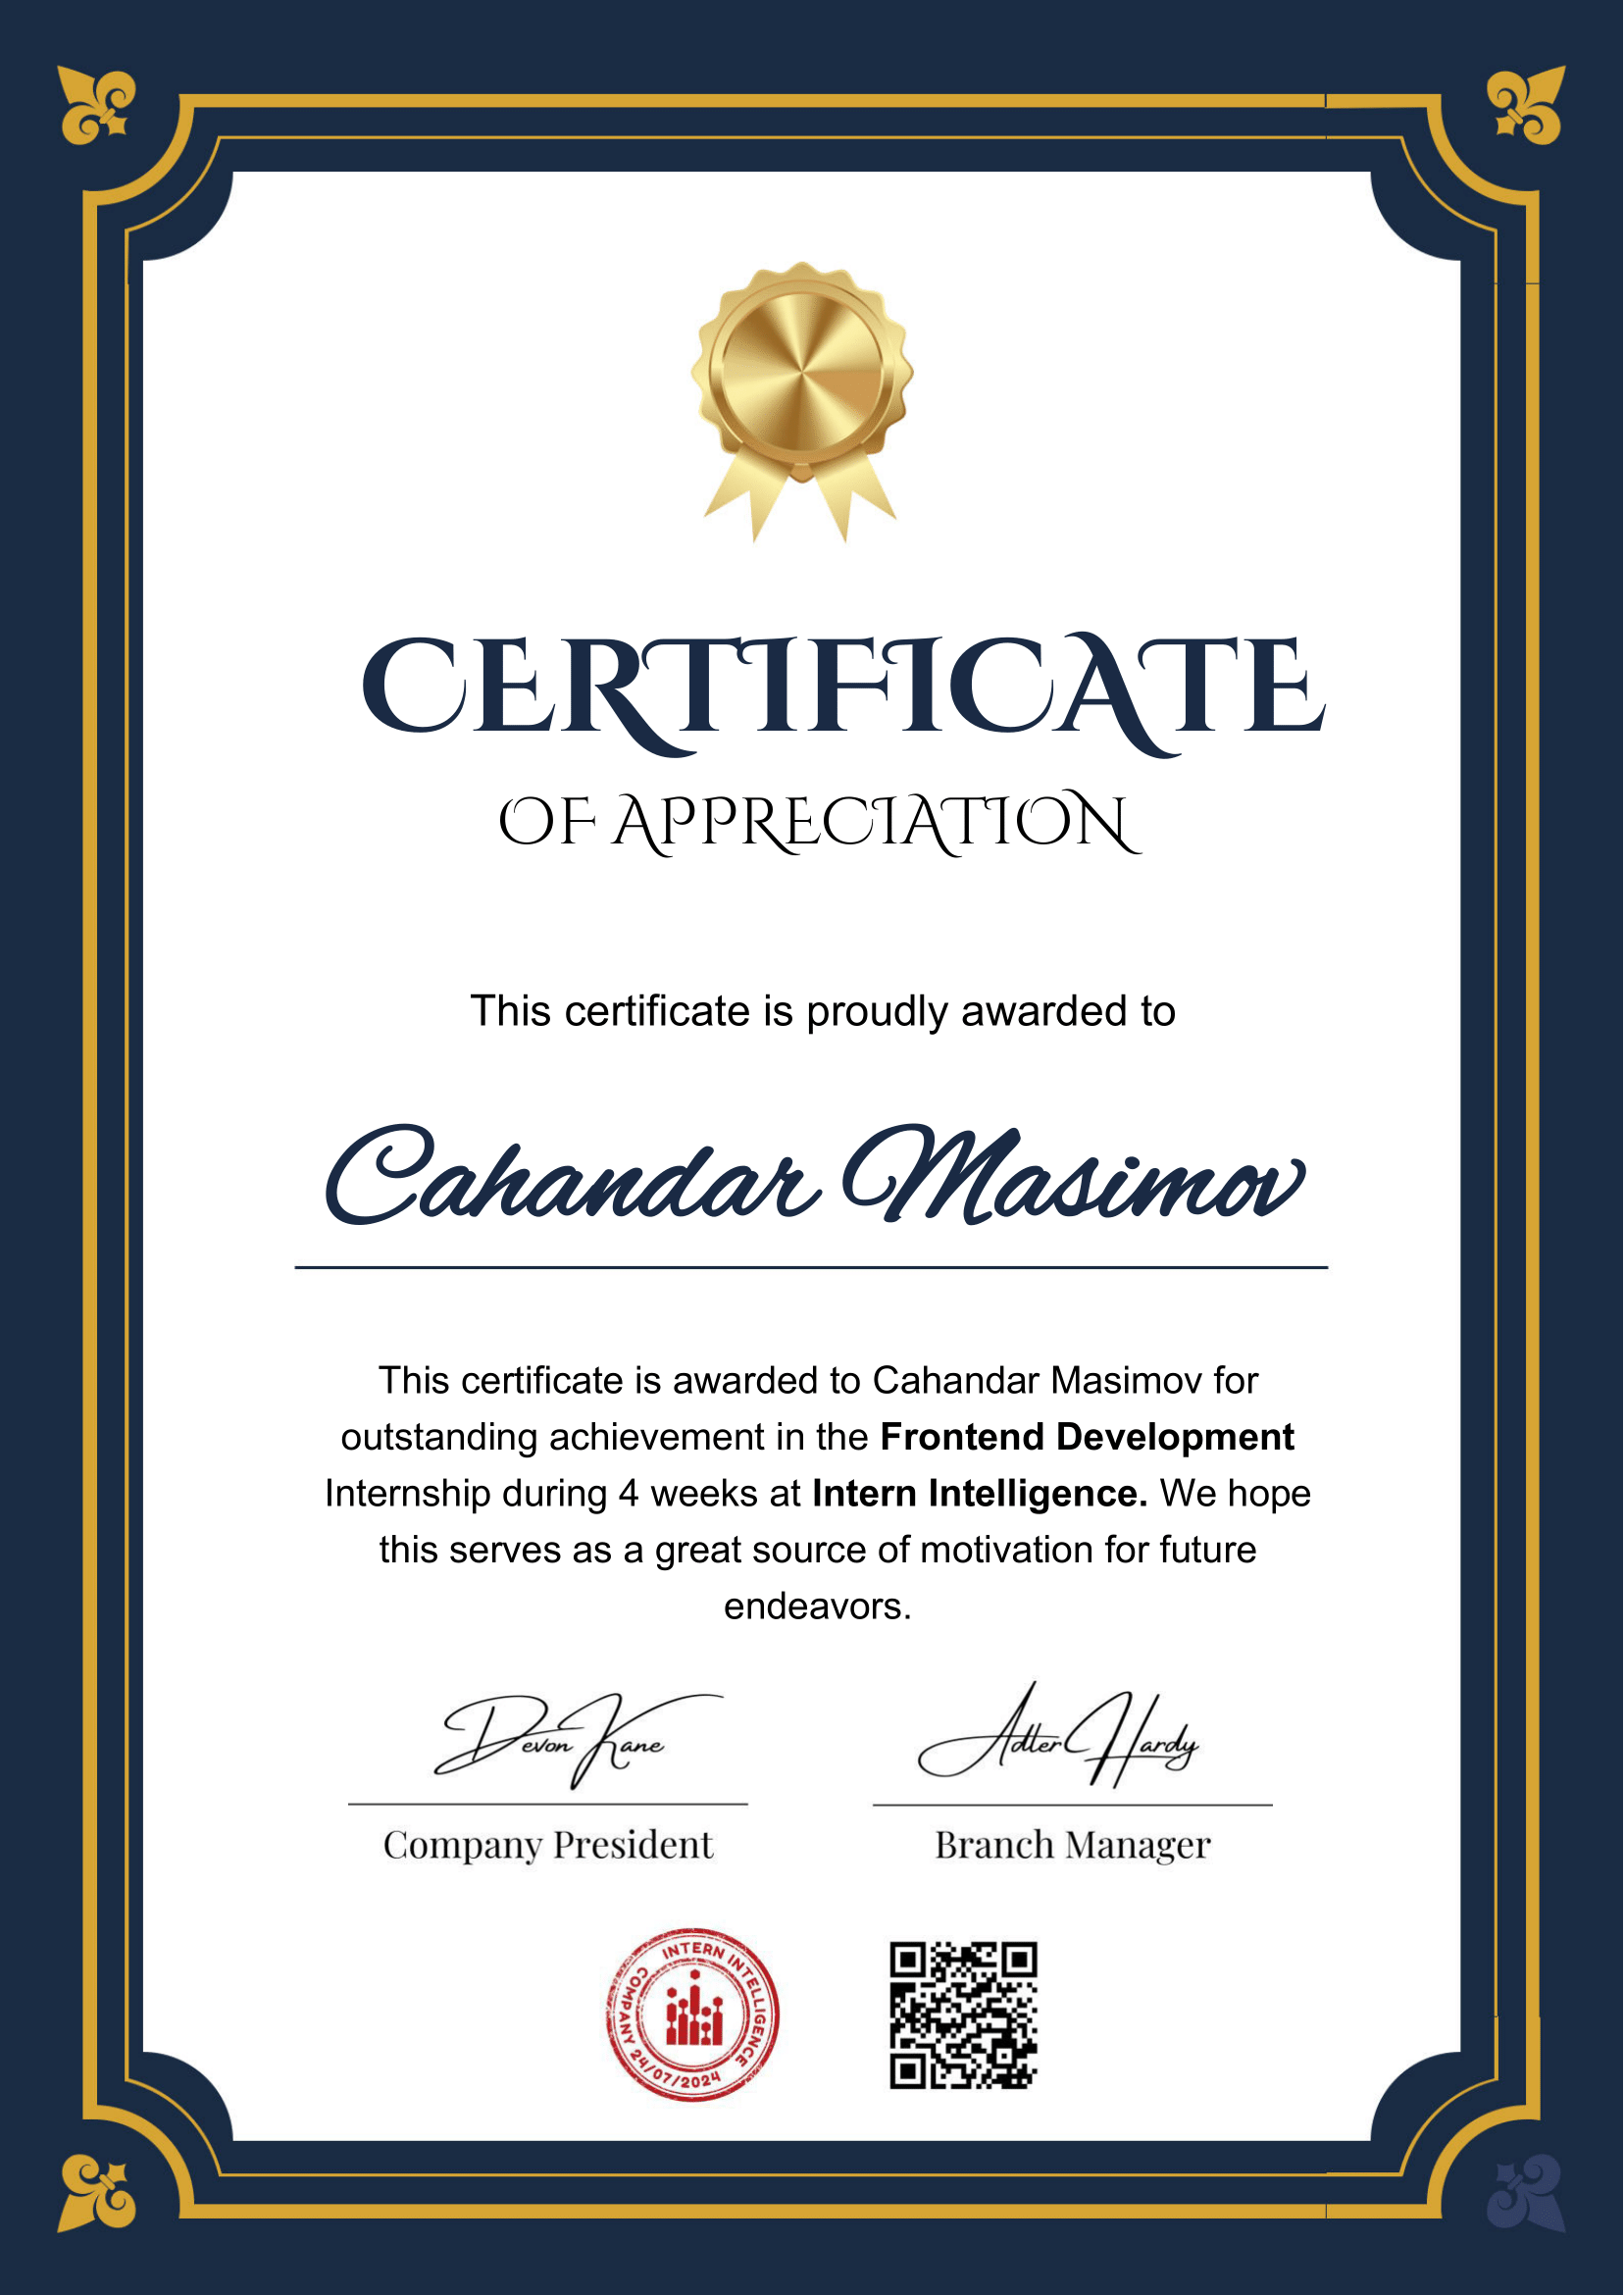 CERTIFICATE
OF APPRECIATION
This certificate is proudly awarded to
Cahandar Masimov
This certificate is awarded to Cahandar Masimov for
outstanding achievement in the Frontend Development
Internship during 4 weeks at Intern Intelligence. We hope
this serves as a great source of motivation for future
endeavors.
Devon Kane
Adler Hardy
Company President
Branch Manager
INTERN INTELLIGENCE
COMPANY 24/07/2024